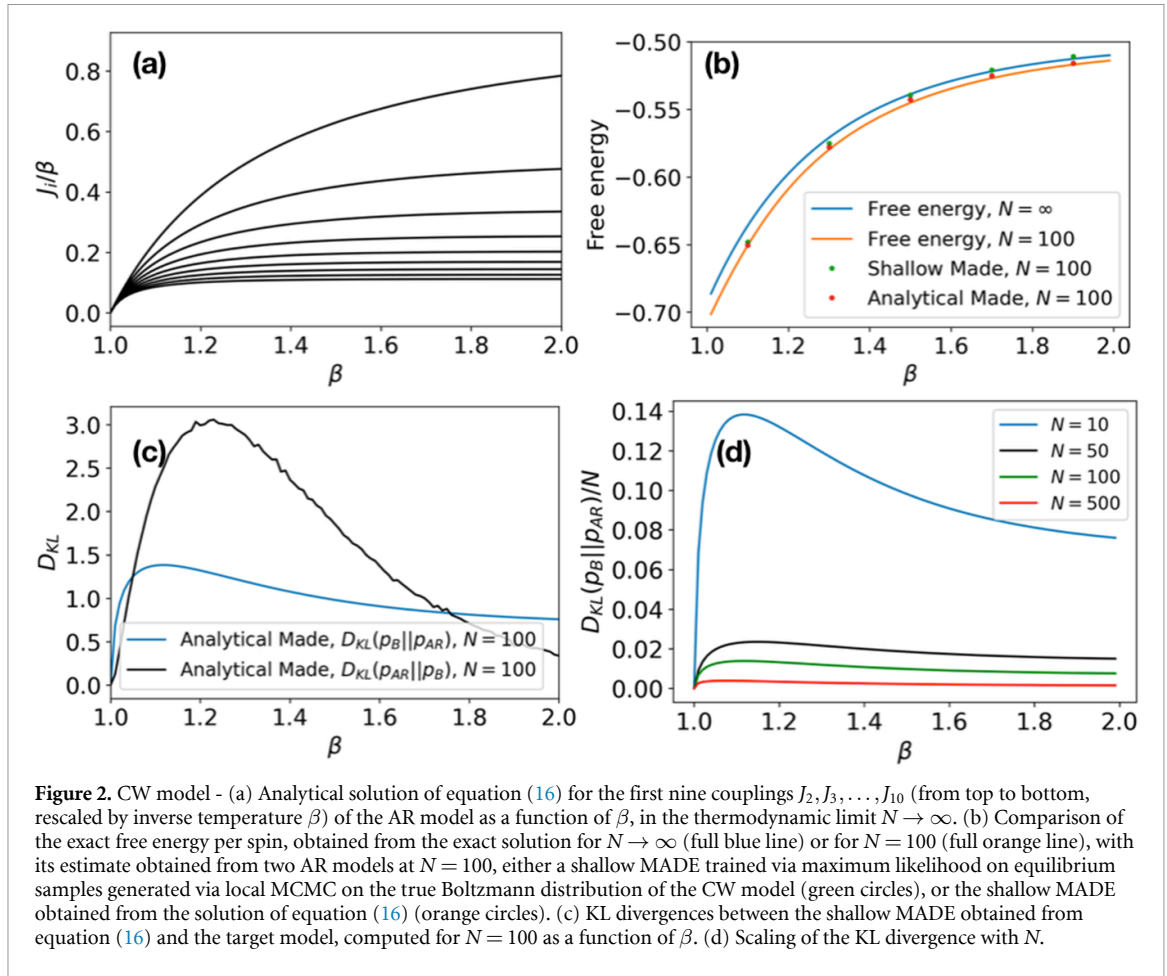 (a)
0.8
0.6
0.4
0.2
0.0
J_i/β
1.0 1.2 1.4 1.6 1.8 2.0
β
(b)
−0.50
−0.55
−0.60
−0.65
−0.70
Free energy
Free energy, N = ∞
Free energy, N = 100
Shallow Made, N = 100
Analytical Made, N = 100
1.0 1.2 1.4 1.6 1.8 2.0
β
(c)
3.0
2.5
2.0
1.5
1.0
0.5
0.0
D_KL
Analytical Made, D_KL(p_B||p_AR), N = 100
Analytical Made, D_KL(p_AR||p_B), N = 100
1.0 1.2 1.4 1.6 1.8 2.0
β
(d)
0.14
0.12
0.10
0.08
0.06
0.04
0.02
0.00
D_KL(p_B||p_AR)/N
N = 10
N = 50
N = 100
N = 500
1.0 1.2 1.4 1.6 1.8 2.0
β
Figure 2. CW model - (a) Analytical solution of equation (16) for the first nine couplings J_2, J_3, . . . , J_10 (from top to bottom,
rescaled by inverse temperature β) of the AR model as a function of β, in the thermodynamic limit N → ∞. (b) Comparison of
the exact free energy per spin, obtained from the exact solution for N → ∞ (full blue line) or for N = 100 (full orange line), with
its estimate obtained from two AR models at N = 100, either a shallow MADE trained via maximum likelihood on equilibrium
samples generated via local MCMC on the true Boltzmann distribution of the CW model (green circles), or the shallow MADE
obtained from the solution of equation (16) (orange circles). (c) KL divergences between the shallow MADE obtained from
equation (16) and the target model, computed for N = 100 as a function of β. (d) Scaling of the KL divergence with N.